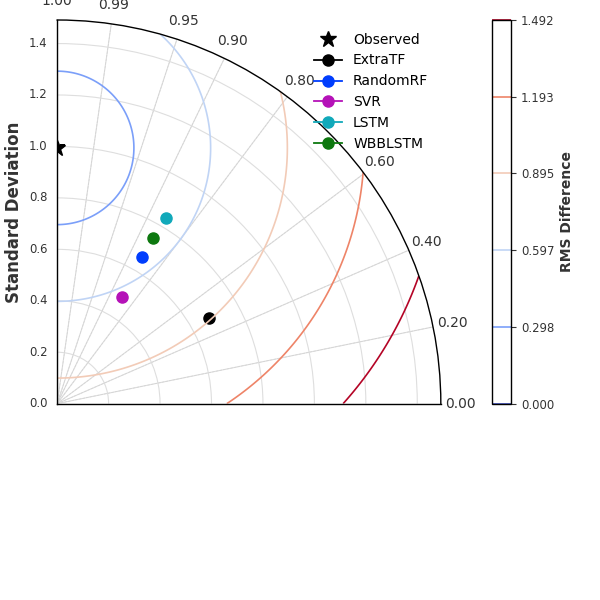 1.00
0.99
0.95
0.90
0.80
0.60
0.40
0.20
0.00
1.4
1.2
1.0
0.8
0.6
0.4
0.2
0.0
Standard Deviation
Observed
ExtraTF
RandomRF
SVR
LSTM
WBBLSTM
1.492
1.193
0.895
0.597
0.298
0.000
RMS Difference